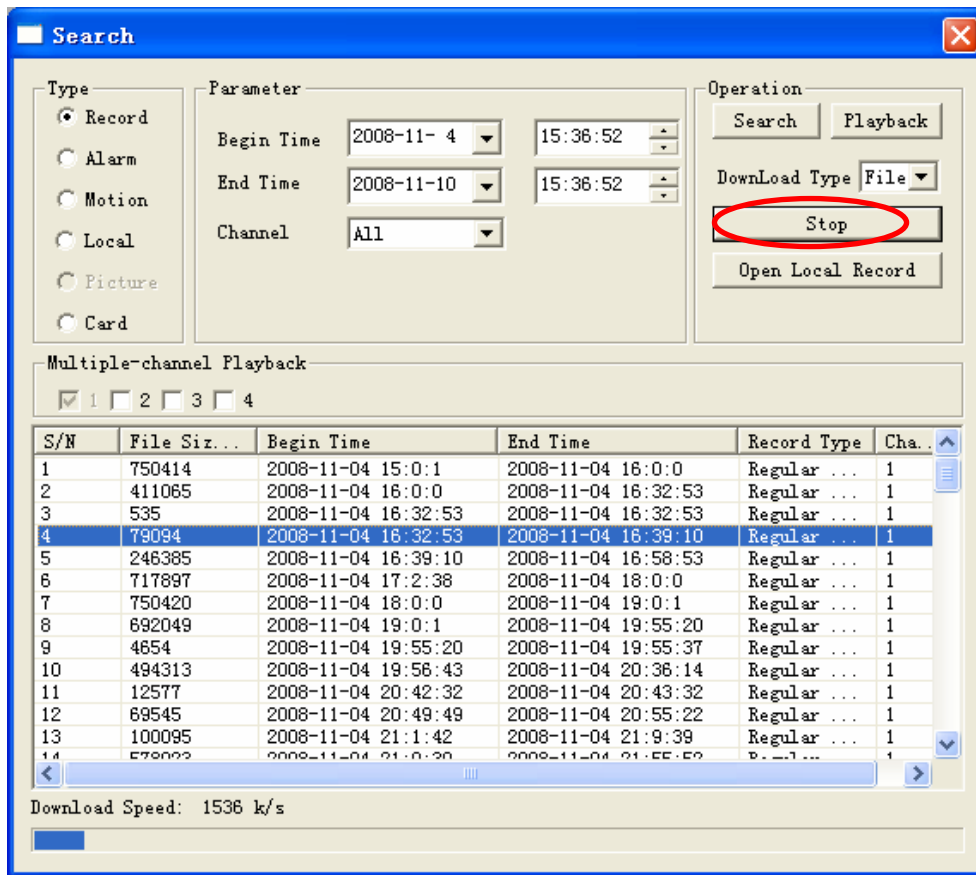 Search
Type
Record
Alarm
Motion
Local
Picture
Card
Parameter
Begin Time 2008-11- 4 15:36:52
End Time 2008-11-10 15:36:52
Channel All
Operation
Search Playback
DownLoad Type File
Stop
Open Local Record
Multiple-channel Playback
1 2 3 4
S/N File Siz... Begin Time End Time Record Type Cha..
1 750414 2008-11-04 15:0:1 2008-11-04 16:0:0 Regular ... 1
2 411065 2008-11-04 16:0:0 2008-11-04 16:32:53 Regular ... 1
3 535 2008-11-04 16:32:53 2008-11-04 16:32:53 Regular ... 1
4 79094 2008-11-04 16:32:53 2008-11-04 16:39:10 Regular ... 1
5 246385 2008-11-04 16:39:10 2008-11-04 16:58:53 Regular ... 1
6 717897 2008-11-04 17:2:38 2008-11-04 18:0:0 Regular ... 1
7 750420 2008-11-04 18:0:0 2008-11-04 19:0:1 Regular ... 1
8 692049 2008-11-04 19:0:1 2008-11-04 19:55:20 Regular ... 1
9 4654 2008-11-04 19:55:20 2008-11-04 19:55:37 Regular ... 1
10 494313 2008-11-04 19:56:43 2008-11-04 20:36:14 Regular ... 1
11 12577 2008-11-04 20:42:32 2008-11-04 20:43:32 Regular ... 1
12 69545 2008-11-04 20:49:49 2008-11-04 20:55:22 Regular ... 1
13 100095 2008-11-04 21:1:42 2008-11-04 21:9:39 Regular ... 1
Download Speed: 1536 k/s